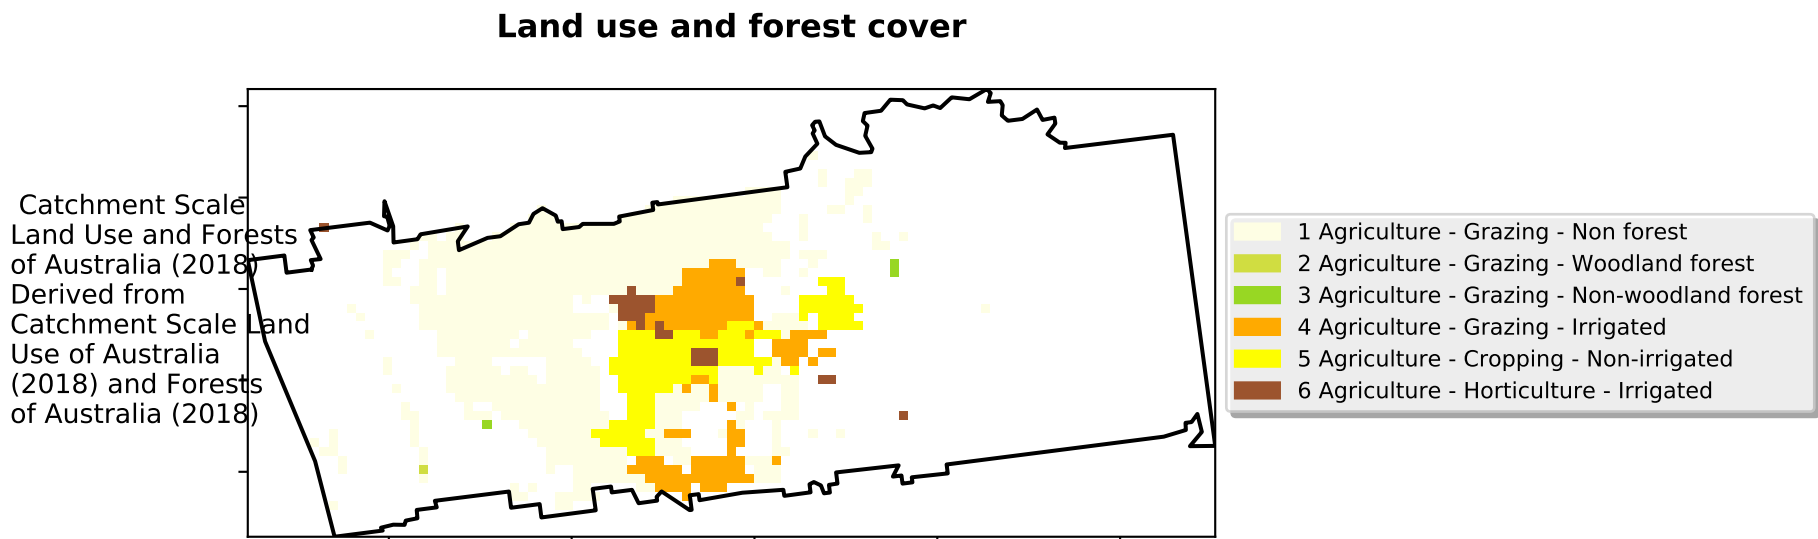 Land use and forest cover
Catchment Scale
Land Use and Forests
of Australia (2018)
Derived from
Catchment Scale Land
Use of Australia
(2018) and Forests
of Australia (2018)
1 Agriculture - Grazing - Non forest
2 Agriculture - Grazing - Woodland forest
3 Agriculture - Grazing - Non-woodland forest
4 Agriculture - Grazing - Irrigated
5 Agriculture - Cropping - Non-irrigated
6 Agriculture - Horticulture - Irrigated